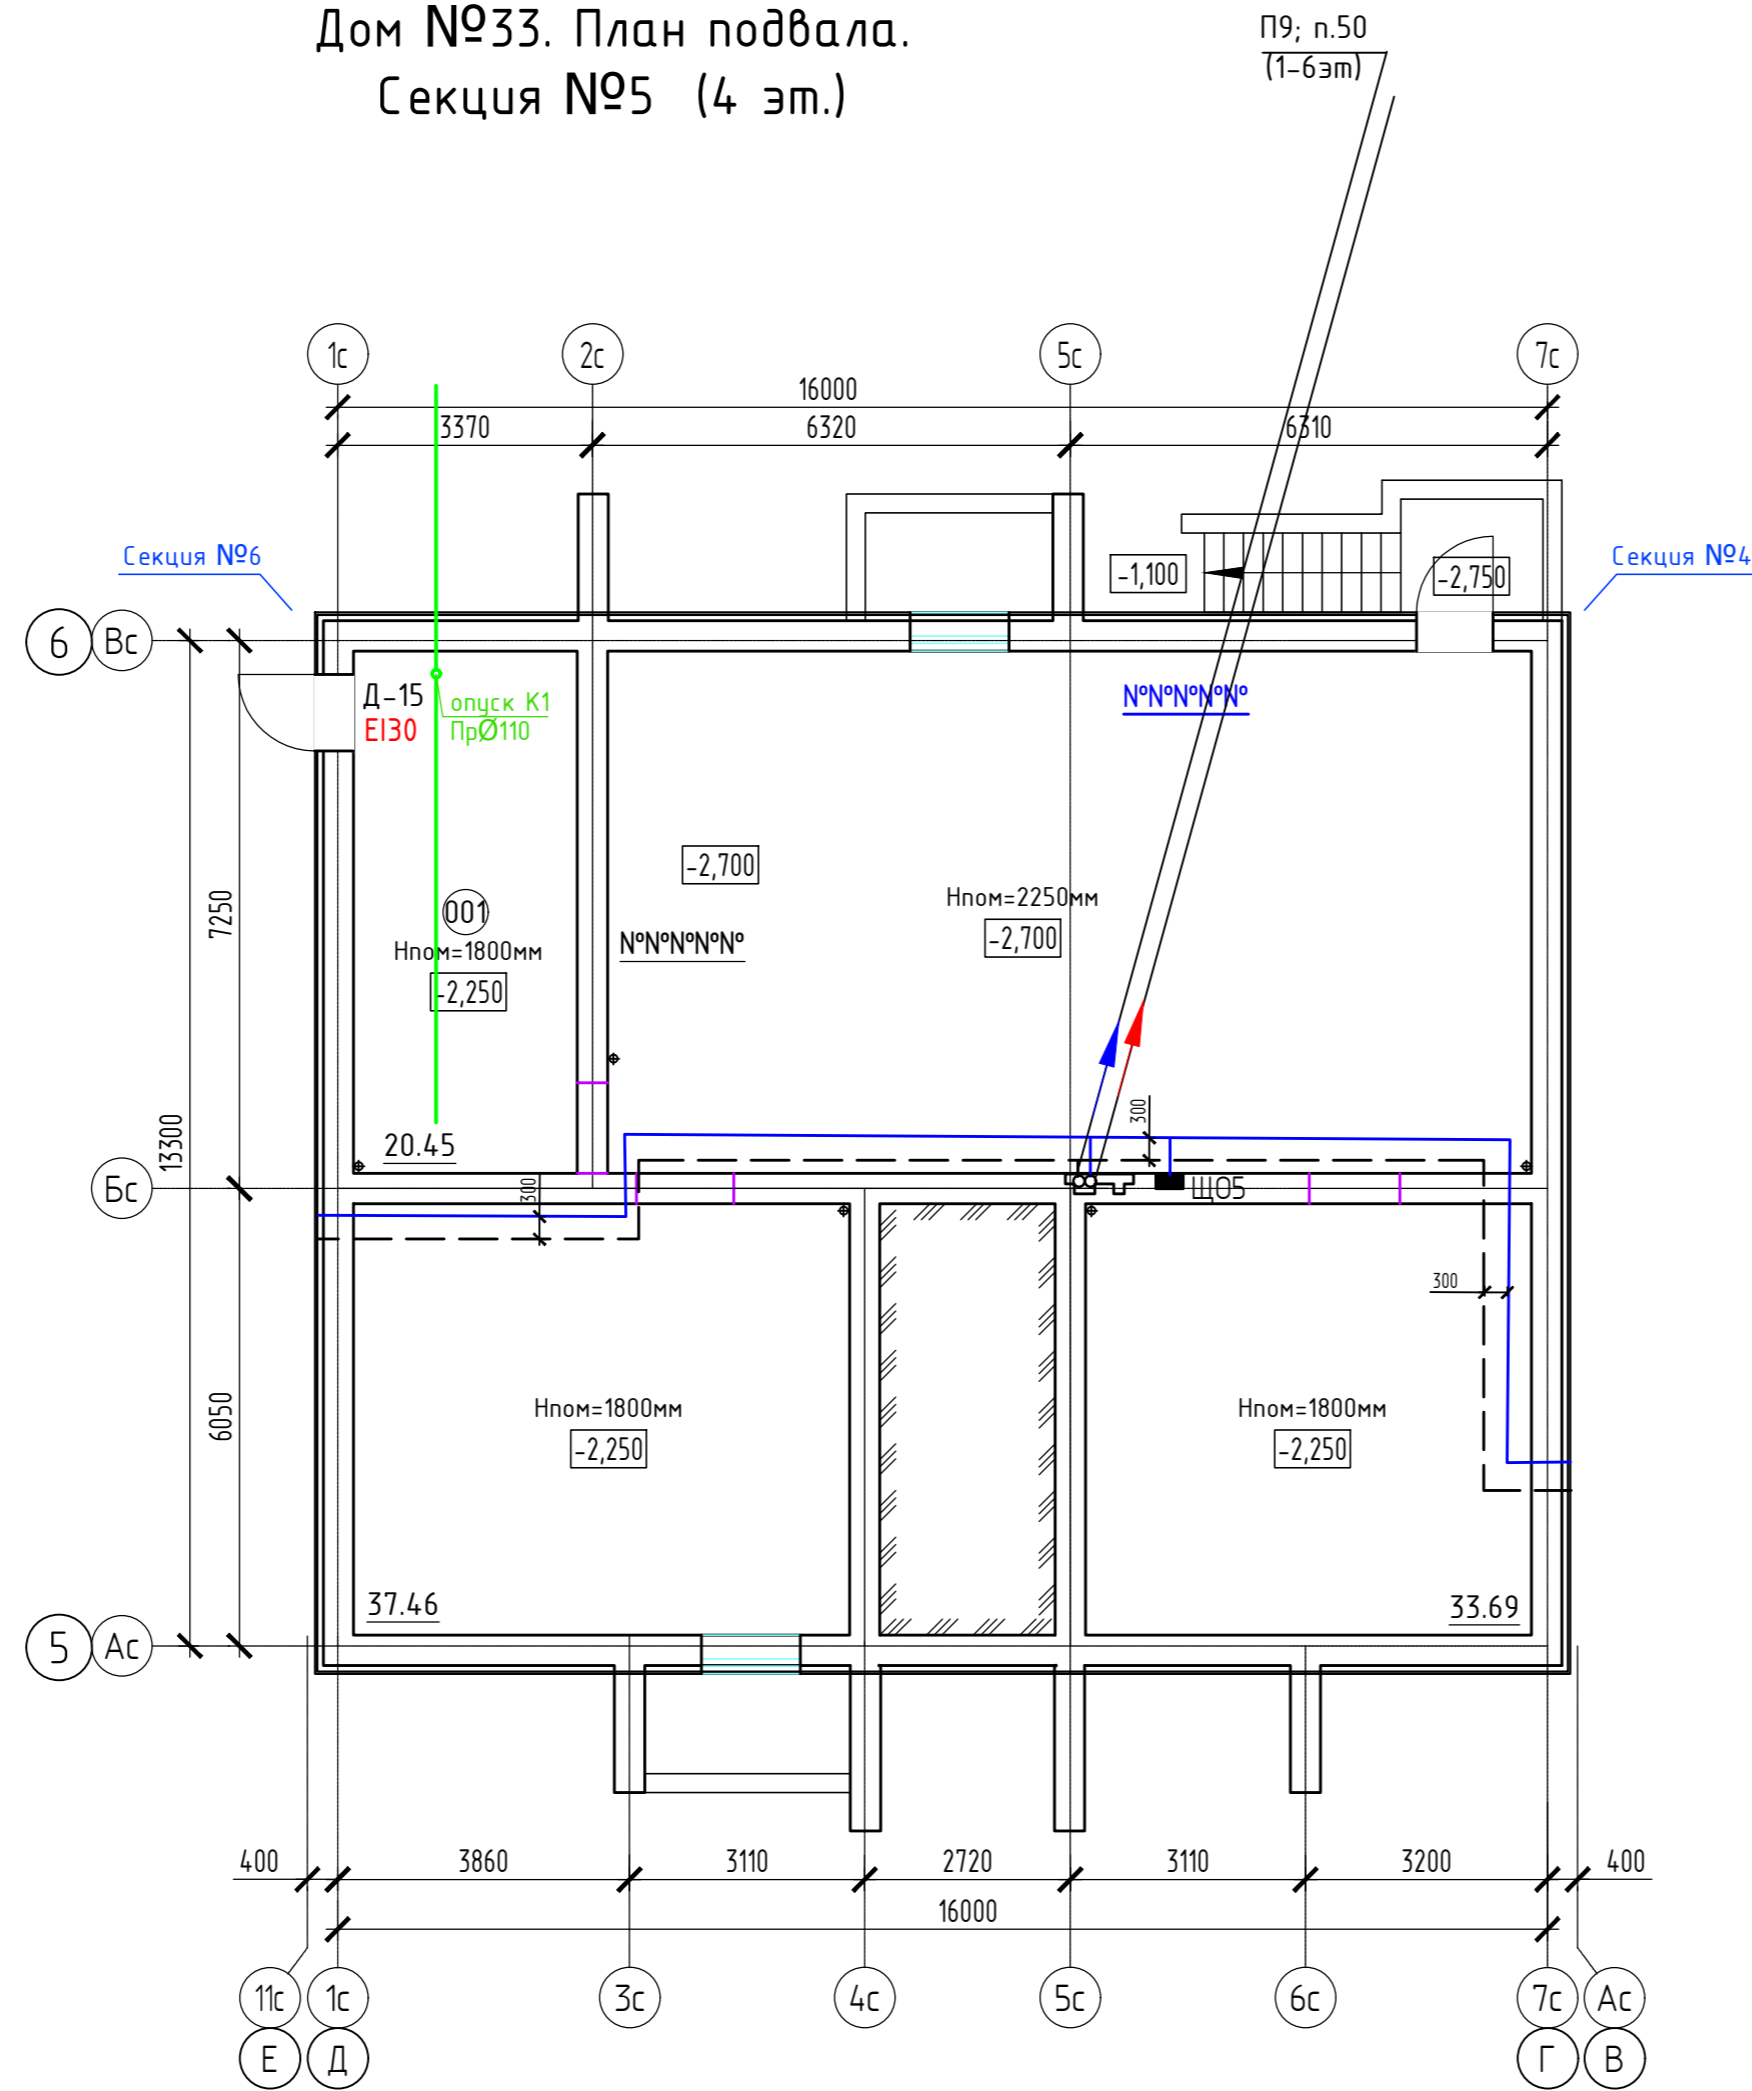 Дом №33. План подвала.
Секция №5 (4 эт.)
П9; п.50
(1-6эт)
1с
2с
5с
7с
16000
3370
6320
6310
Секция №6
Секция №4
-1,100
-2,750
6
Вс
Д-15
EI30
опуск К1
ПрØ110
N°N°N°N°N°
-2,700
7250
001
Нпом=1800мм
-2,250
N°N°N°N°N°
Нпом=2250мм
-2,700
13300
20.45
300
Бс
300
ЩО5
300
6050
Нпом=1800мм
-2,250
Нпом=1800мм
-2,250
37.46
33.69
5
Ас
400
3860
3110
2720
3110
3200
400
16000
11с
1с
3с
4с
5с
6с
7с
Ас
Е
Д
Г
В